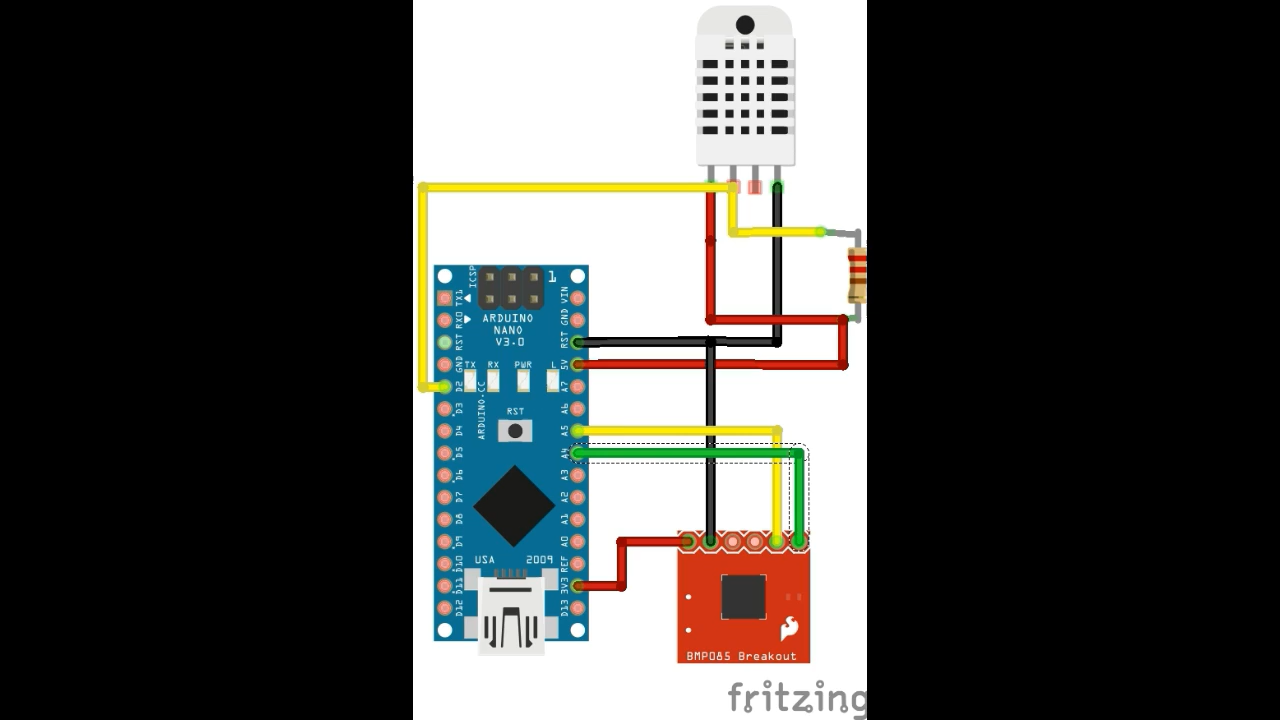 ICSP
1
TX1
RX0
RST
GND
D2
D3
D4
D5
D6
D7
D8
D9
D10
D11
D12
ARDUINO
NANO
V3.0
TX RX PWR L
ARDUINO.CC
RST
USA 2009
VIN
GND
RST
5V
A7
A6
A5
A4
A3
A2
A1
A0
REF
3V3
D13
BMP085 Breakout
fritzing